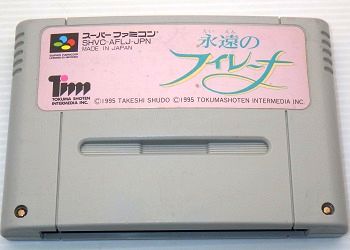 スーパーファミコン
SHVC-AFLJ-JPN
MADE IN JAPAN
永遠の
フィレーナ
Tim
TOKUMA SHOTEN
INTERMEDIA INC.
©1995 TAKESHI SHUDO ©1995 TOKUMASHOTEN INTERMEDIA INC.